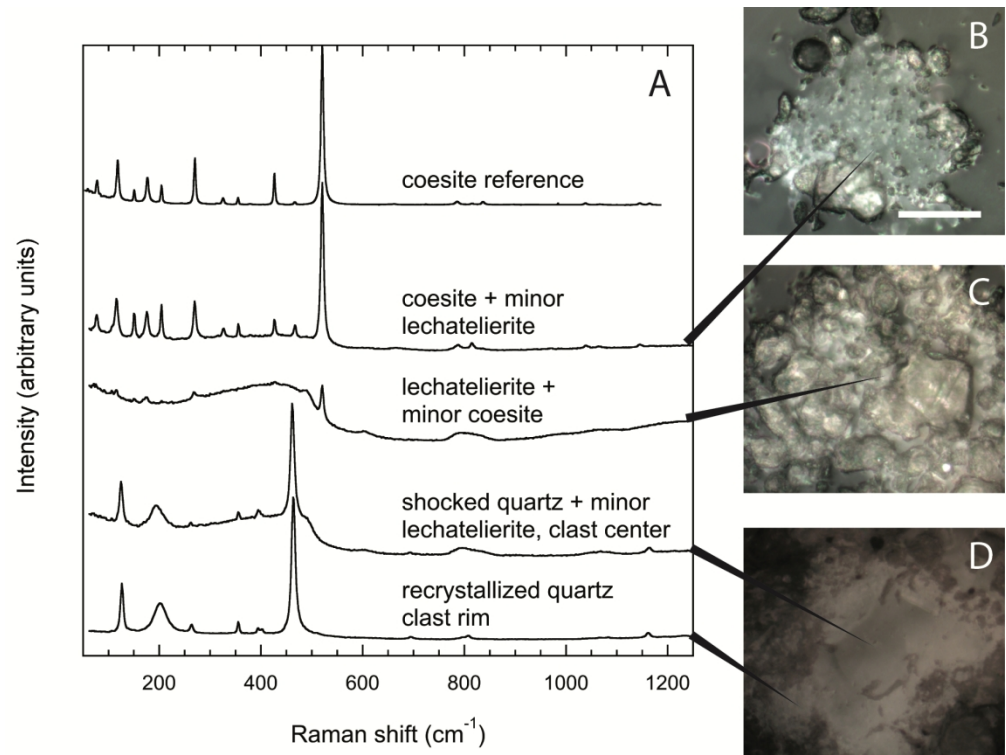 A
coesite reference
coesite + minor
lechatelierite
lechatelierite +
minor coesite
shocked quartz + minor
lechatelierite, clast center
recrystallized quartz
clast rim
Intensity (arbitrary units)
200 400 600 800 1000 1200
Raman shift (cm⁻¹)
B
C
D